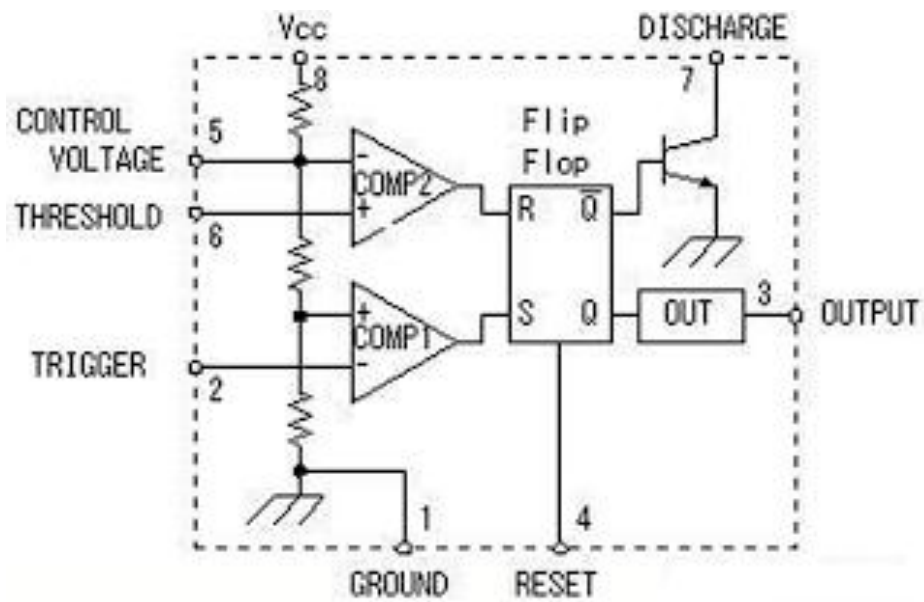 Vcc
DISCHARGE
8
7
CONTROL
VOLTAGE
5
Flip
Flop
-
COMP2
+
THRESHOLD
6
R
Q̅
+
COMP1
-
S
Q
OUT
3
OUTPUT
TRIGGER
2
1
4
GROUND
RESET